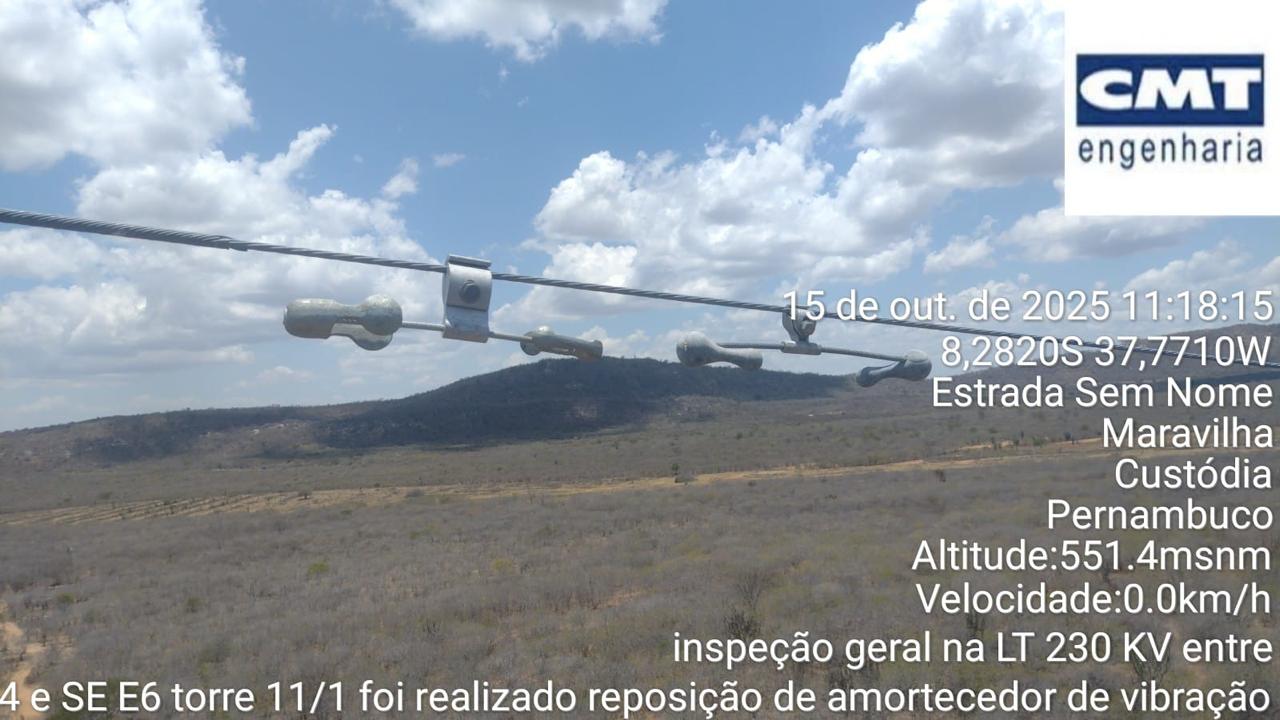 CMT
engenharia
15 de out. de 2025 11:18:15
8,2820S 37,7710W
Estrada Sem Nome
Maravilha
Custódia
Pernambuco
Altitude:551.4msnm
Velocidade:0.0km/h
inspeção geral na LT 230 KV entre
4 e SE E6 torre 11/1 foi realizado reposição de amortecedor de vibração